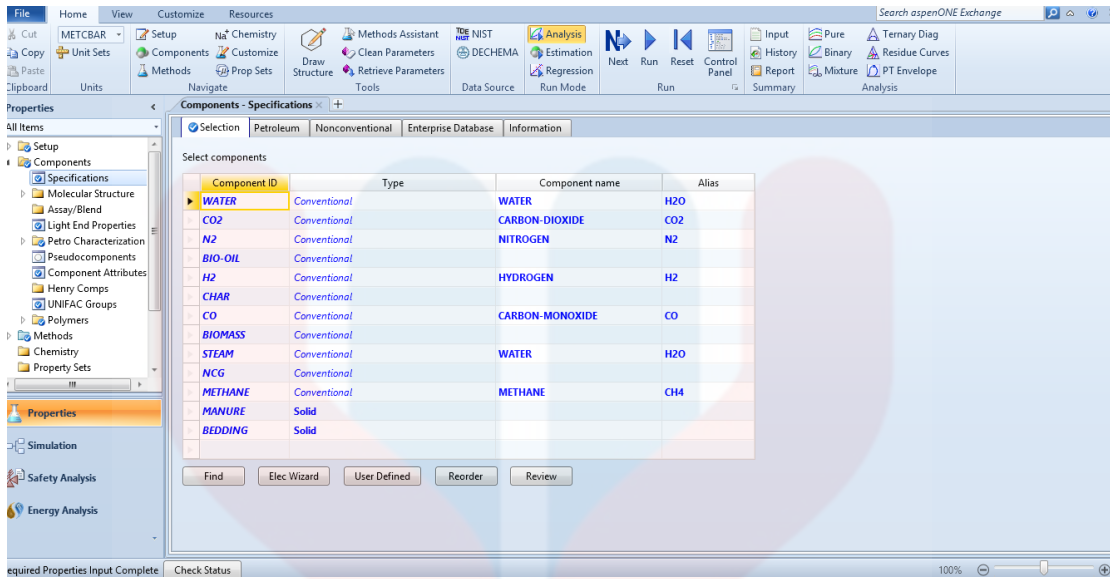 File Home View Customize Resources Search aspenONE Exchange
Cut METCBAR Setup Na+ Chemistry Methods Assistant NIST Analysis Input Pure Ternary Diag
Copy Unit Sets Components Customize Clean Parameters DECHEMA Estimation History Binary Residue Curves
Paste Methods Prop Sets Draw Structure Retrieve Parameters Regression Next Run Reset Control Panel Report Mixture PT Envelope
Clipboard Units Navigate Tools Data Source Run Mode Run Summary Analysis
Properties Components - Specifications
All Items Selection Petroleum Nonconventional Enterprise Database Information
Setup
Components
Specifications
Molecular Structure
Assay/Blend
Light End Properties
Petro Characterization
Pseudocomponents
Component Attributes
Henry Comps
UNIFAC Groups
Polymers
Methods
Chemistry
Property Sets
Properties
Simulation
Safety Analysis
Energy Analysis
Select components
Component ID Type Component name Alias
WATER Conventional WATER H2O
CO2 Conventional CARBON-DIOXIDE CO2
N2 Conventional NITROGEN N2
BIO-OIL Conventional
H2 Conventional HYDROGEN H2
CHAR Conventional
CO Conventional CARBON-MONOXIDE CO
BIOMASS Conventional
STEAM Conventional WATER H2O
NCG Conventional
METHANE Conventional METHANE CH4
MANURE Solid
BEDDING Solid
Find Elec Wizard User Defined Reorder Review
equired Properties Input Complete Check Status 100%